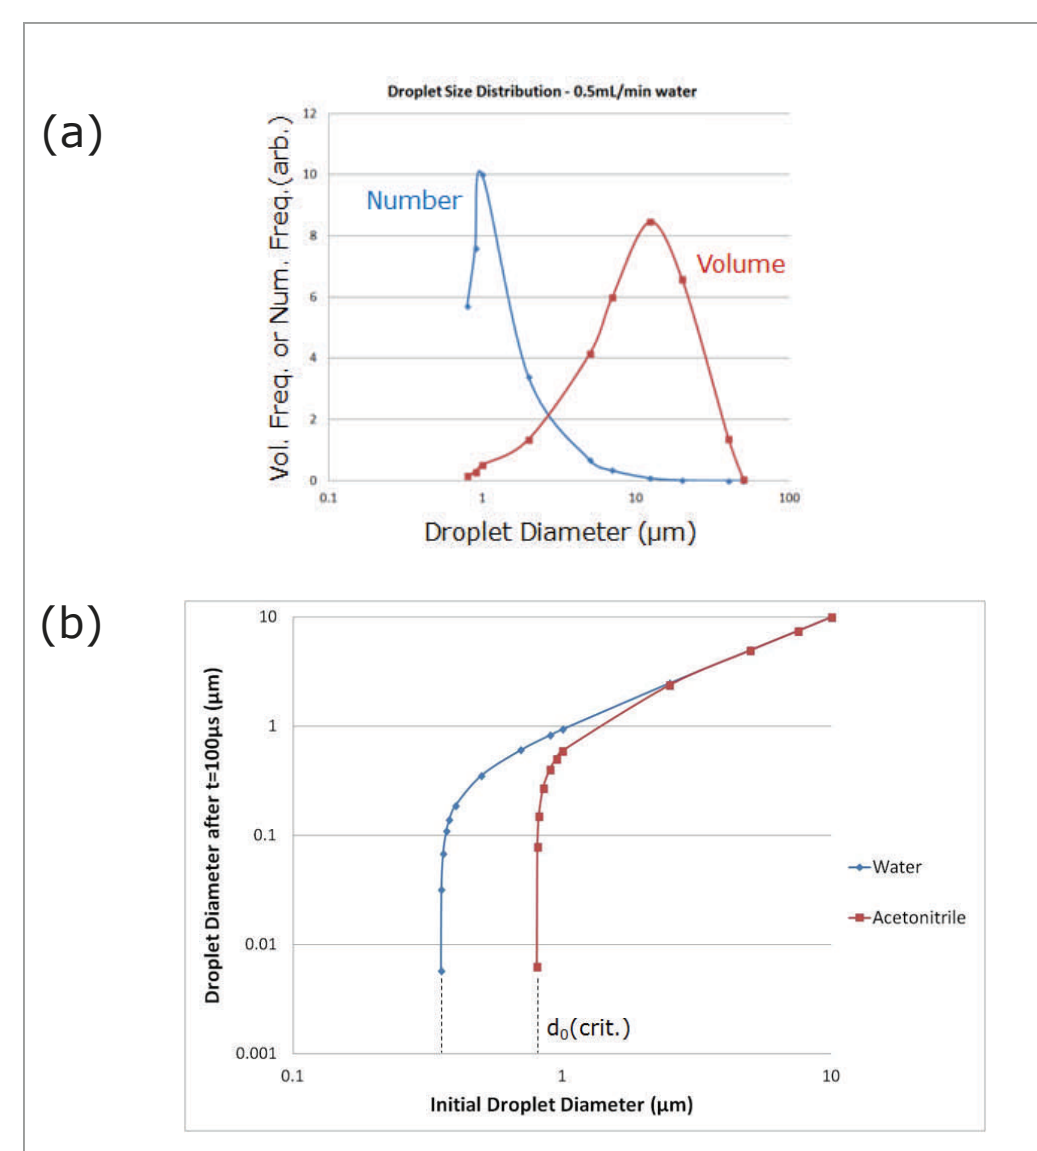 (a)
Droplet Size Distribution - 0.5mL/min water
Vol. Freq. or Num. Freq.(arb.)
12
10
8
6
4
2
0
Number
Volume
0.1
1
10
100
Droplet Diameter (µm)
(b)
Droplet Diameter after t=100µs (µm)
10
1
0.1
0.01
0.001
Water
Acetonitrile
d₀(crit.)
0.1
1
10
Initial Droplet Diameter (µm)